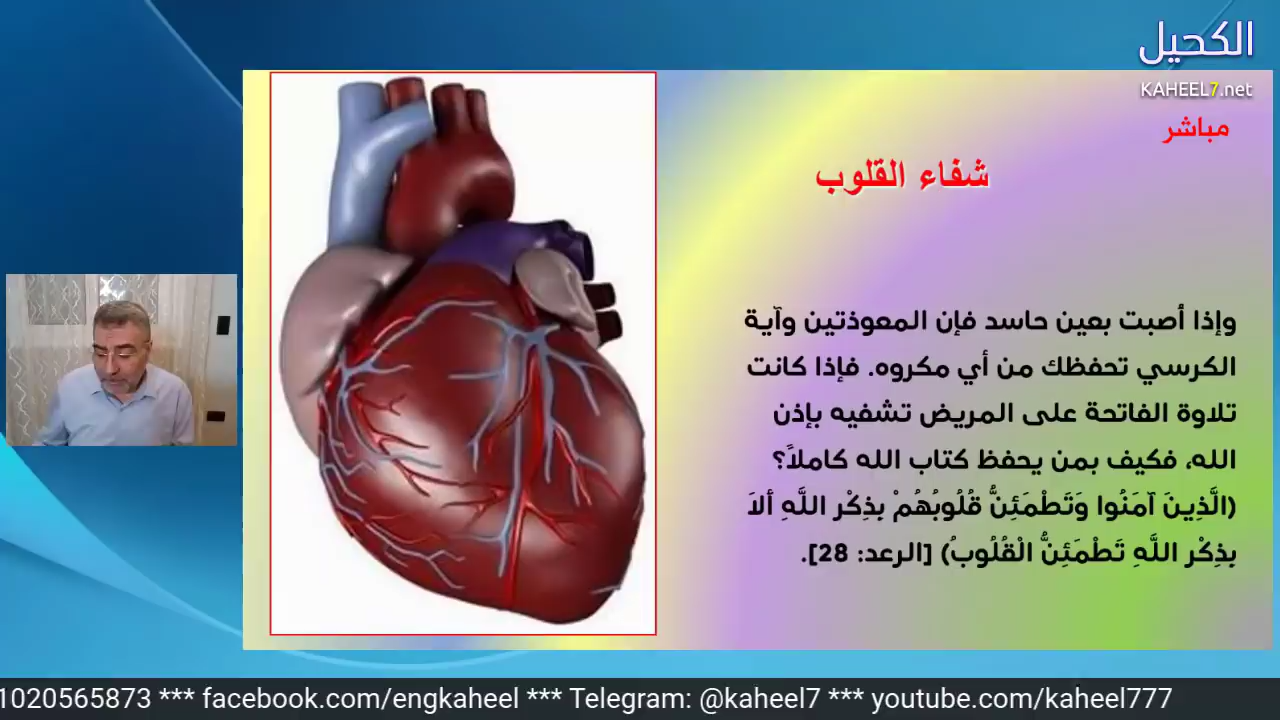 الكحيل
KAHEEL7.net
مباشر
شفاء القلوب
وإذا أصبت بعين حاسد فإن المعوذتين وآية
الكرسي تحفظك من أي مكروه. فإذا كانت
تلاوة الفاتحة على المريض تشفيه بإذن
الله، فكيف بمن يحفظ كتاب الله كاملاً؟
(الَّذِينَ آَمَنُوا وَتَطْمَئِنُّ قُلُوبُهُمْ بِذِكْرِ اللَّهِ أَلَا
بِذِكْرِ اللَّهِ تَطْمَئِنُّ الْقُلُوبُ) [الرعد: 28].
1020565873 *** facebook.com/engkaheel *** Telegram: @kaheel7 *** youtube.com/kaheel777